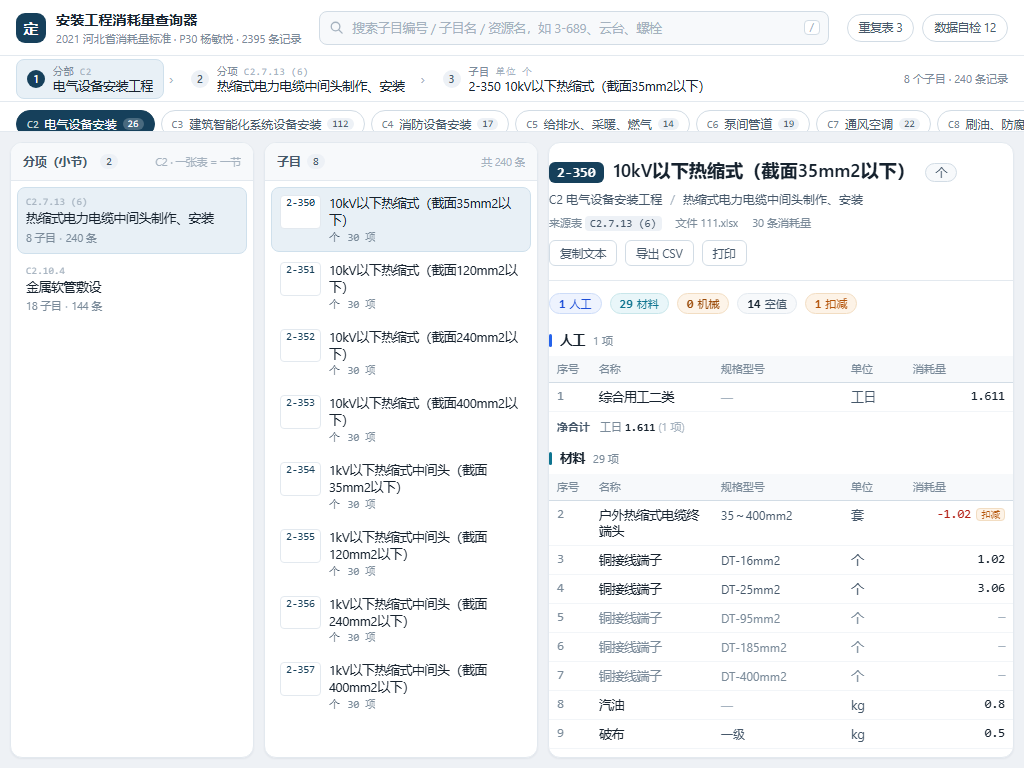 定
安装工程消耗量查询器
2021 河北省消耗量标准 · P30 杨敏悦 · 2395 条记录
搜索子目编号 / 子目名 / 资源名，如 3-689、云台、螺栓
/
重复表 3
数据自检 12
1 分部 C2
电气设备安装工程
›
2 分项 C2.7.13 (6)
热缩式电力电缆中间头制作、安装
›
3 子目 单位 个
2-350 10kV以下热缩式（截面35mm2以下）
8 个子目 · 240 条记录
C2 电气设备安装 26
C3 建筑智能化系统设备安装 112
C4 消防设备安装 17
C5 给排水、采暖、燃气 14
C6 泵间管道 19
C7 通风空调 22
C8 刷油、防腐
分项（小节） 2
C2 · 一张表 = 一节
C2.7.13 (6)
热缩式电力电缆中间头制作、安装
8 子目 · 240 条
C2.10.4
金属软管敷设
18 子目 · 144 条
子目 8
共 240 条
2-350 10kV以下热缩式（截面35mm2以
下）
个 30 项
2-351 10kV以下热缩式（截面120mm2以
下）
个 30 项
2-352 10kV以下热缩式（截面240mm2以
下）
个 30 项
2-353 10kV以下热缩式（截面400mm2以
下）
个 30 项
2-354 1kV以下热缩式中间头（截面
35mm2以下）
个 30 项
2-355 1kV以下热缩式中间头（截面
120mm2以下）
个 30 项
2-356 1kV以下热缩式中间头（截面
240mm2以下）
个 30 项
2-357 1kV以下热缩式中间头（截面
400mm2以下）
个 30 项
2-350 10kV以下热缩式（截面35mm2以下） 个
C2 电气设备安装工程 / 热缩式电力电缆中间头制作、安装
来源表 C2.7.13 (6) 文件 111.xlsx 30 条消耗量
复制文本 导出 CSV 打印
1 人工 29 材料 0 机械 14 空值 1 扣减
人工 1 项
序号 名称 规格型号 单位 消耗量
1 综合用工二类 — 工日 1.611
净合计 工日 1.611 (1 项)
材料 29 项
序号 名称 规格型号 单位 消耗量
2 户外热缩式电缆终端头 35～400mm2 套 -1.02 扣减
3 铜接线端子 DT-16mm2 个 1.02
4 铜接线端子 DT-25mm2 个 3.06
5 铜接线端子 DT-95mm2 个 —
6 铜接线端子 DT-185mm2 个 —
7 铜接线端子 DT-400mm2 个 —
8 汽油 — kg 0.8
9 破布 一级 kg 0.5